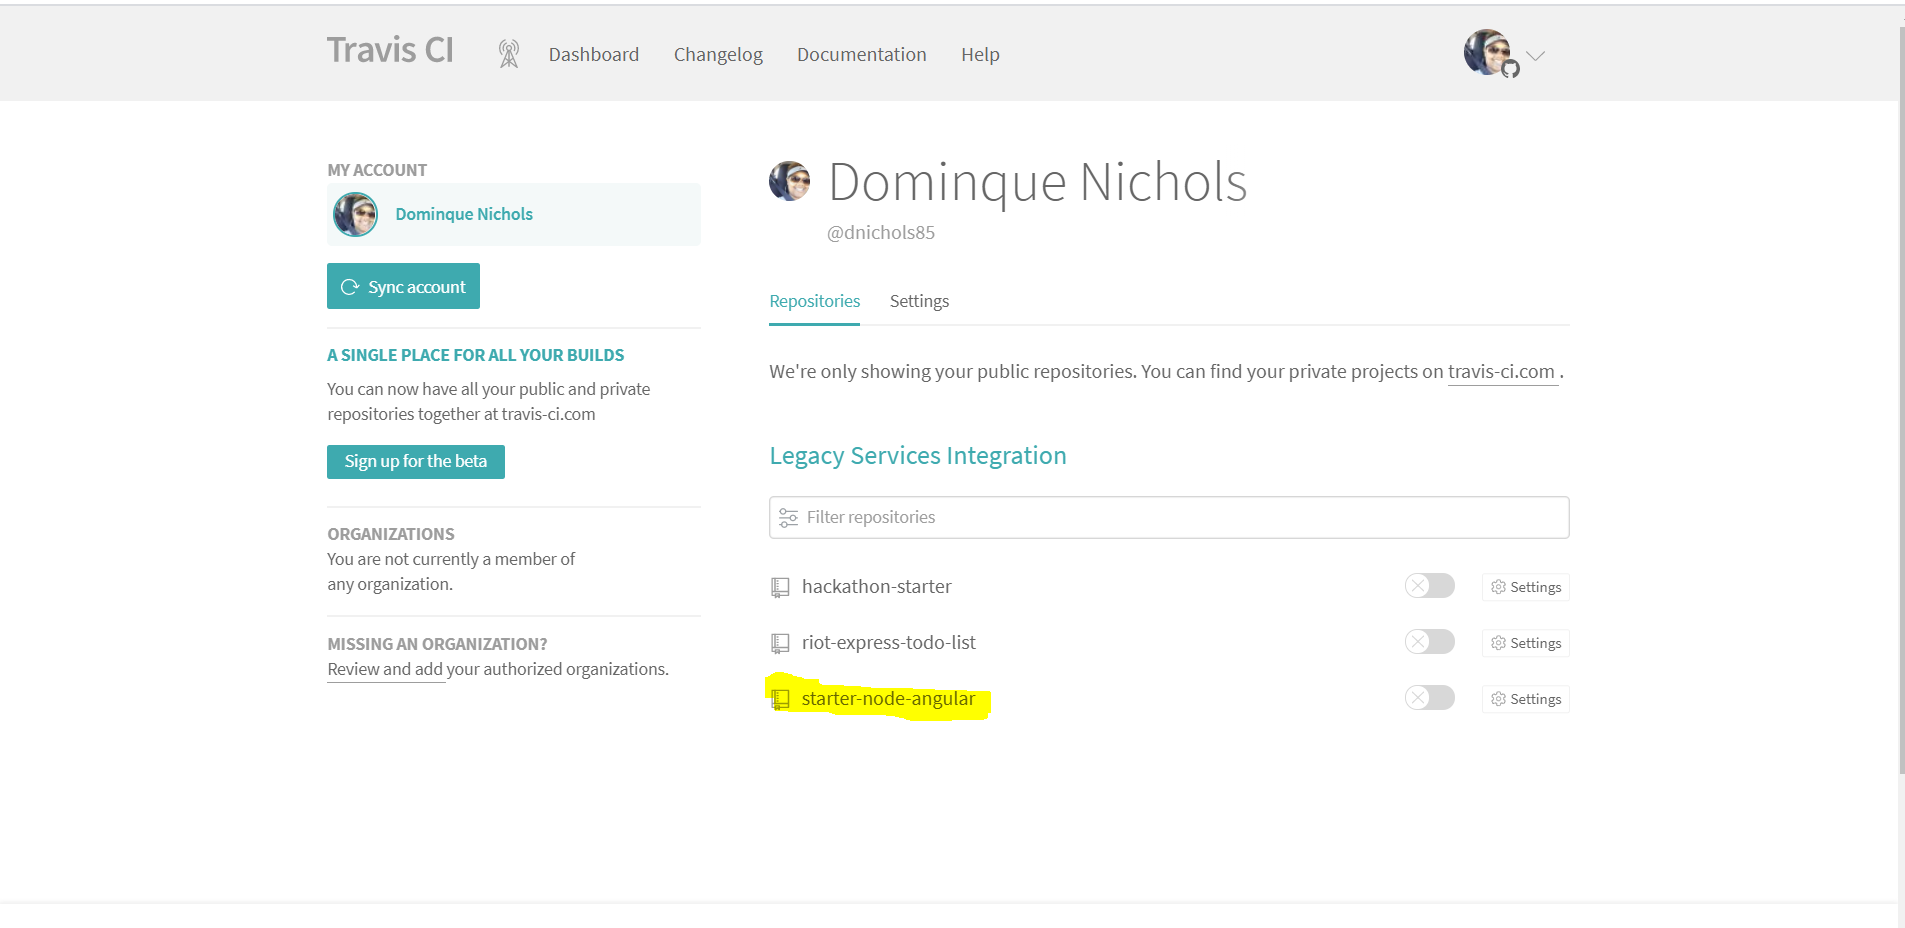 Travis CI
Dashboard
Changelog
Documentation
Help
MY ACCOUNT
Dominque Nichols
Sync account
A SINGLE PLACE FOR ALL YOUR BUILDS
You can now have all your public and private
repositories together at travis-ci.com
Sign up for the beta
ORGANIZATIONS
You are not currently a member of
any organization.
MISSING AN ORGANIZATION?
Review and add your authorized organizations.
Dominque Nichols
@dnichols85
Repositories
Settings
We're only showing your public repositories. You can find your private projects on travis-ci.com .
Legacy Services Integration
Filter repositories
hackathon-starter
Settings
riot-express-todo-list
Settings
starter-node-angular
Settings